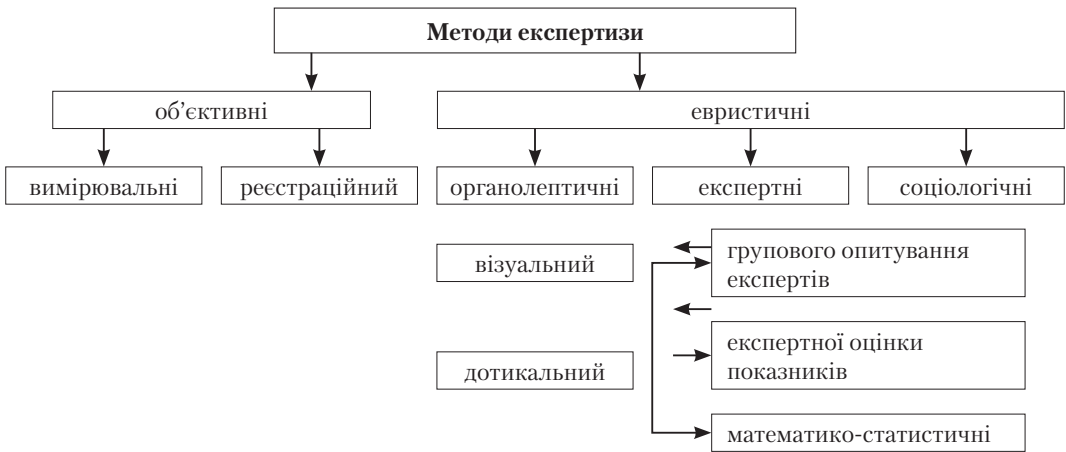 Методи експертизи
об’єктивні
евристичні
вимірювальні
реєстраційний
органолептичні
експертні
соціологічні
візуальний
групового опитування
експертів
дотикальний
експертної оцінки
показників
математико-статистичні